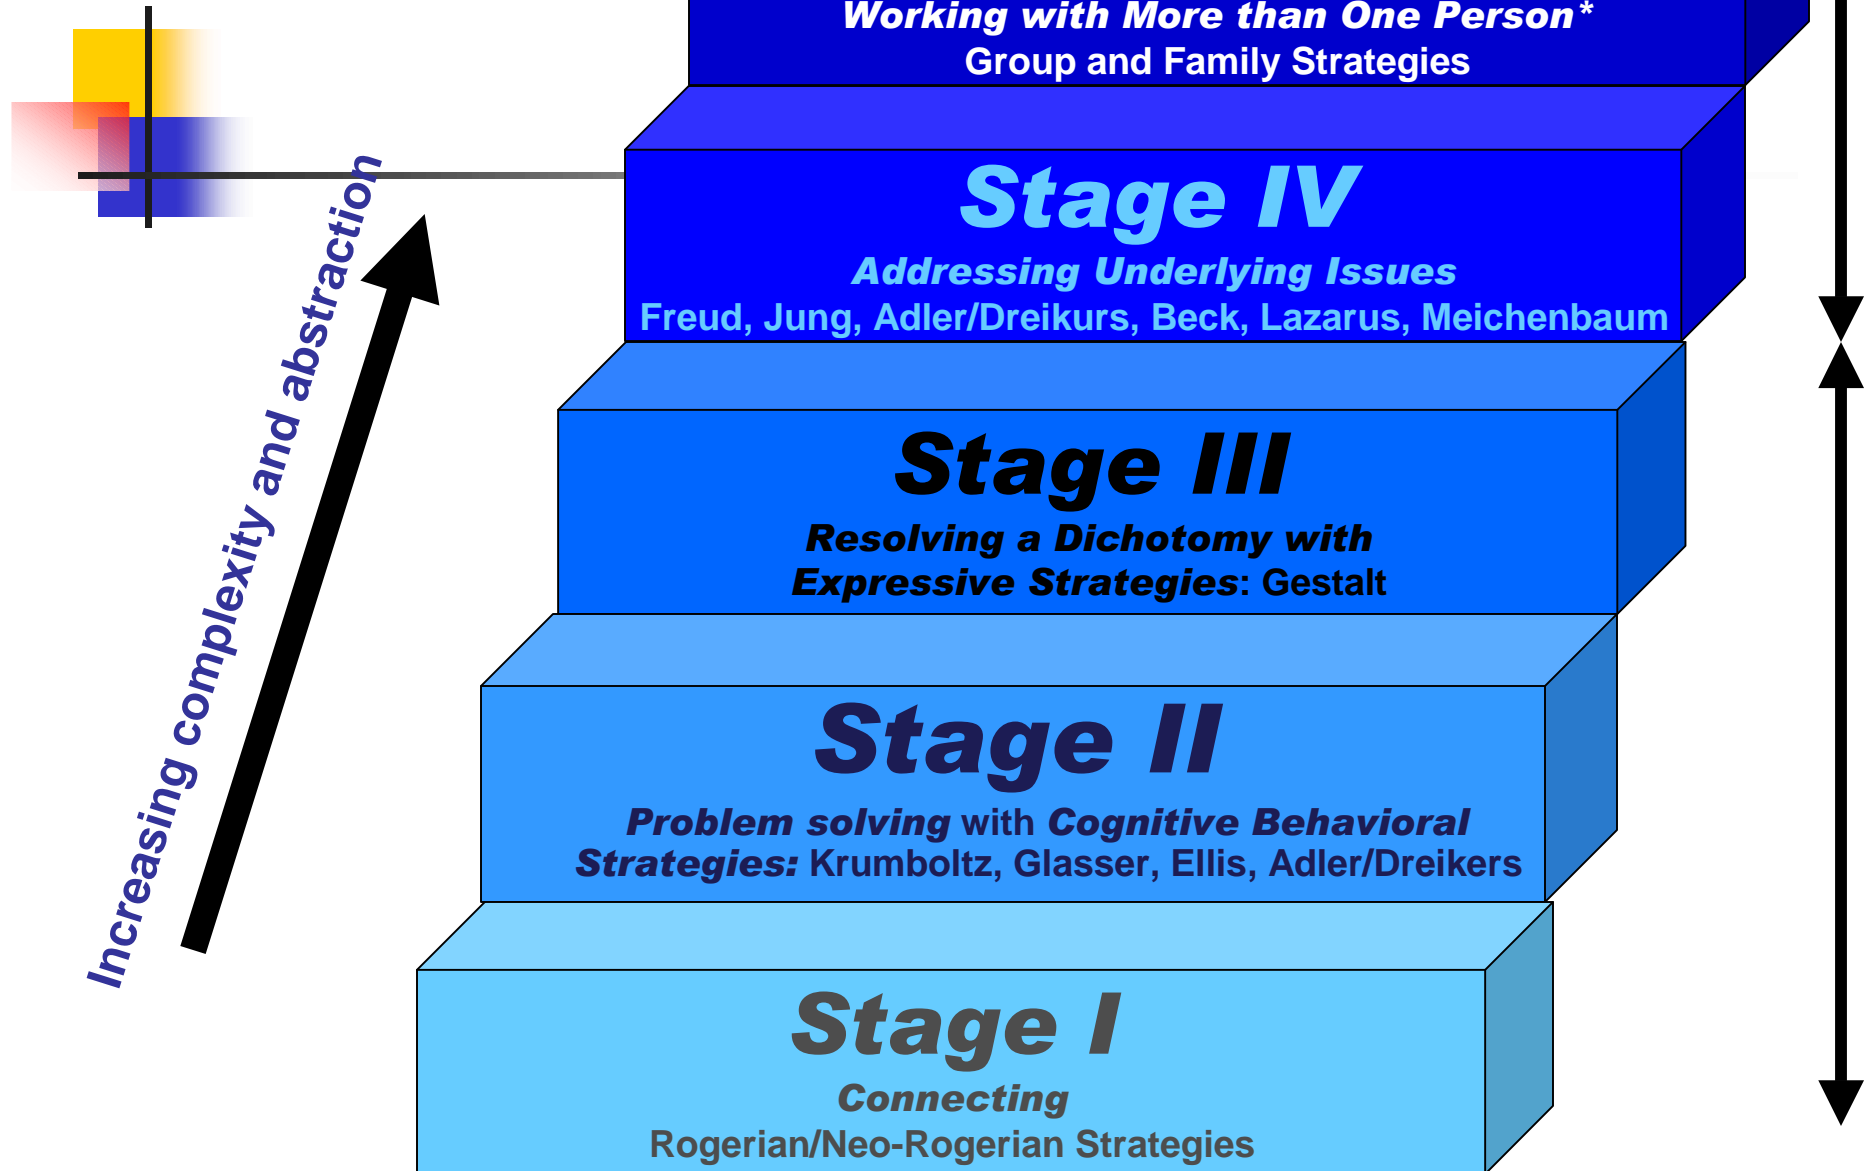 Working with More than One Person*
Group and Family Strategies
Stage IV
Addressing Underlying Issues
Freud, Jung, Adler/Dreikurs, Beck, Lazarus, Meichenbaum
Increasing complexity and abstraction
Stage III
Resolving a Dichotomy with
Expressive Strategies: Gestalt
Stage II
Problem solving with Cognitive Behavioral
Strategies: Krumboltz, Glasser, Ellis, Adler/Dreikers
Stage I
Connecting
Rogerian/Neo-Rogerian Strategies